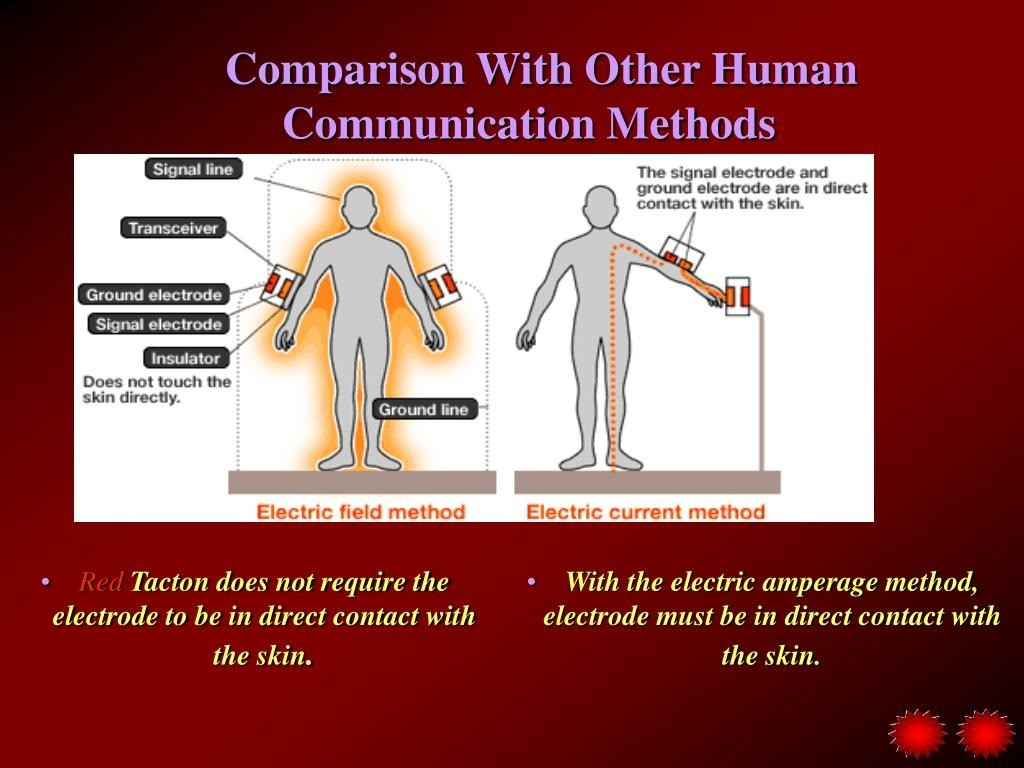 Comparison With Other Human
Communication Methods
Signal line
Transceiver
Ground electrode
Signal electrode
Insulator
Does not touch the
skin directly.
Ground line
Electric field method
The signal electrode and
ground electrode are in direct
contact with the skin.
Electric current method
• Red Tacton does not require the
electrode to be in direct contact with
the skin.
• With the electric amperage method,
electrode must be in direct contact with
the skin.